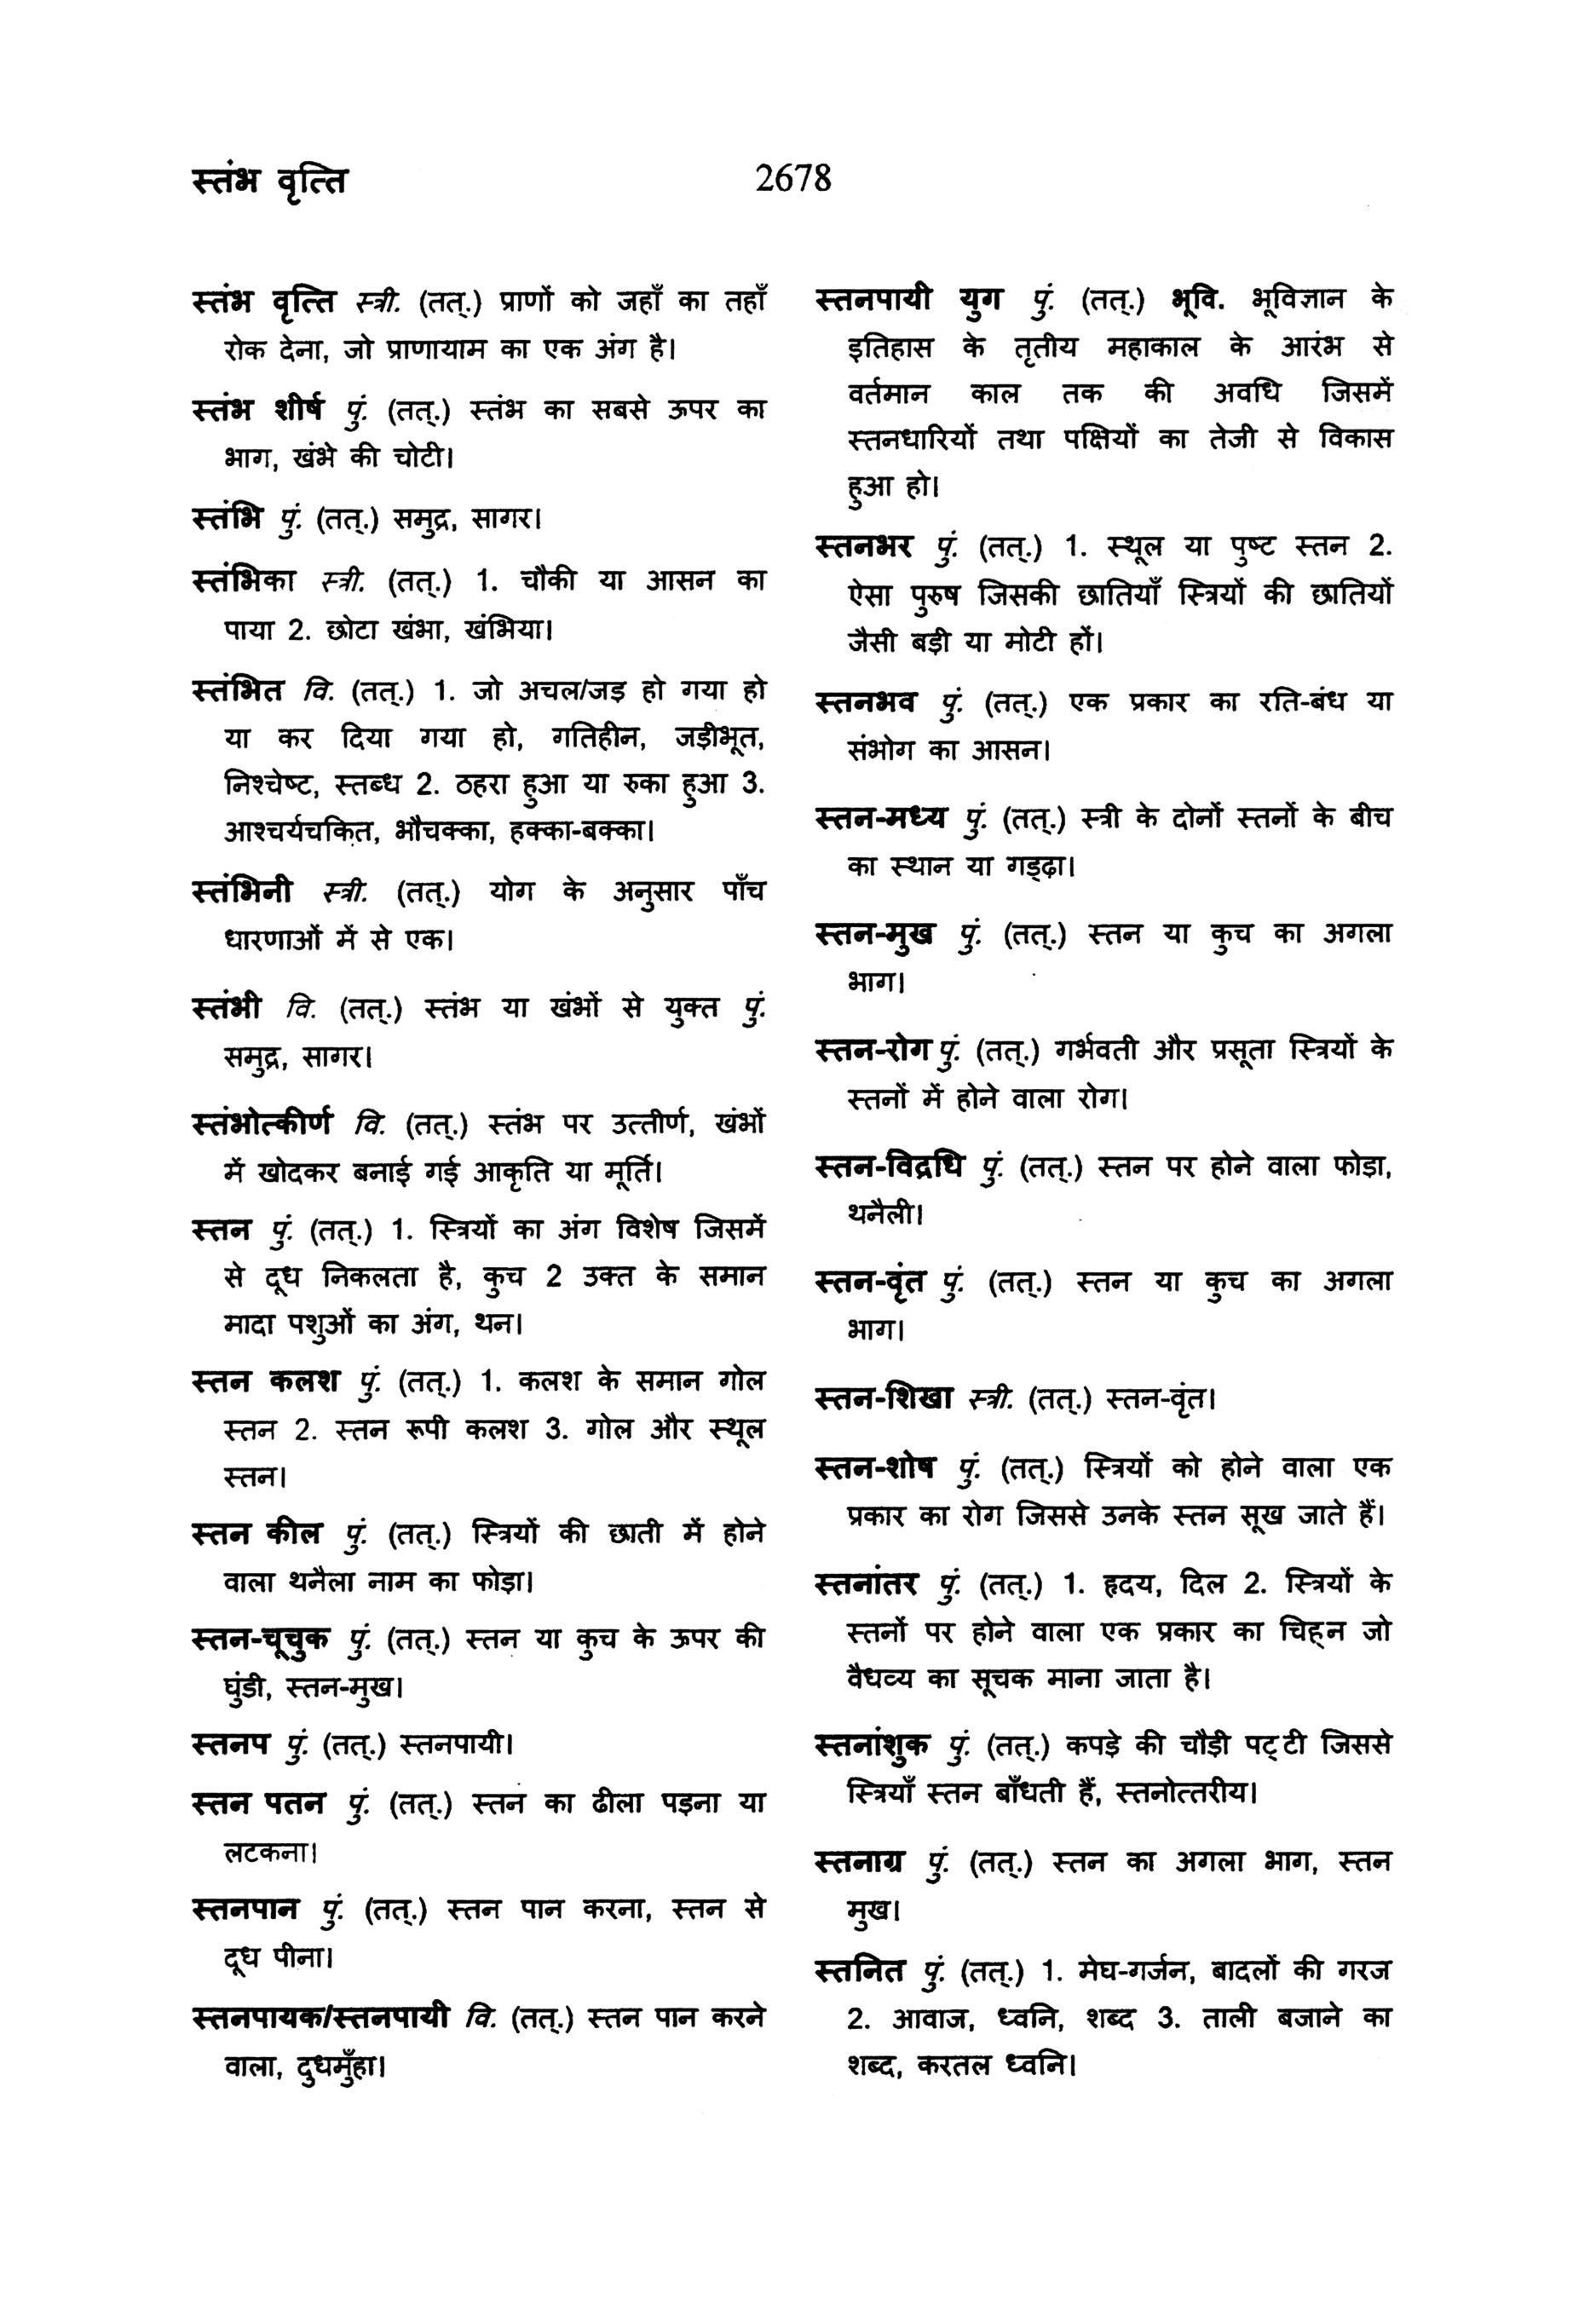 स्तंभ वृत्ति
2678
स्तंभ वृत्ति स्त्री. (तत्.) प्राणों को जहाँ का तहाँ
रोक देना, जो प्राणायाम का एक अंग है।
स्तंभ शीर्ष पुं. (तत्.) स्तंभ का सबसे ऊपर का
भाग, खंभे की चोटी।
स्तंभि पुं. (तत्.) समुद्र, सागर।
स्तंभिका स्त्री. (तत्.) 1. चौकी या आसन का
पाया 2. छोटा खंभा, खंभिया।
स्तंभित वि. (तत्.) 1. जो अचल/जड़ हो गया हो
या कर दिया गया हो, गतिहीन, जड़ीभूत,
निश्चेष्ट, स्तब्ध 2. ठहरा हुआ या रुका हुआ 3.
आश्चर्यचकित, भौचक्का, हक्का-बक्का।
स्तंभिनी स्त्री. (तत्.) योग के अनुसार पाँच
धारणाओं में से एक।
स्तंभी वि. (तत्.) स्तंभ या खंभों से युक्त पुं.
समुद्र, सागर।
स्तंभोत्कीर्ण वि. (तत्.) स्तंभ पर उत्तीर्ण, खंभों
में खोदकर बनाई गई आकृति या मूर्ति।
स्तन पुं. (तत्.) 1. स्त्रियों का अंग विशेष जिसमें
से दूध निकलता है, कुच 2 उक्त के समान
मादा पशुओं का अंग, थन।
स्तन कलश पुं. (तत्.) 1. कलश के समान गोल
स्तन 2. स्तन रूपी कलश 3. गोल और स्थूल
स्तन।
स्तन कील पुं. (तत्.) स्त्रियों की छाती में होने
वाला थनैला नाम का फोड़ा।
स्तन-चूचुक पुं. (तत्.) स्तन या कुच के ऊपर की
घुंडी, स्तन-मुख।
स्तनप पुं. (तत्.) स्तनपायी।
स्तन पतन पुं. (तत्.) स्तन का ढीला पड़ना या
लटकना।
स्तनपान पुं. (तत्.) स्तन पान करना, स्तन से
दूध पीना।
स्तनपायक/स्तनपायी वि. (तत्.) स्तन पान करने
वाला, दुधमुँहा।
स्तनपायी युग पुं. (तत्.) भूवि. भूविज्ञान के
इतिहास के तृतीय महाकाल के आरंभ से
वर्तमान काल तक की अवधि जिसमें
स्तनधारियों तथा पक्षियों का तेजी से विकास
हुआ हो।
स्तनभर पुं. (तत्.) 1. स्थूल या पुष्ट स्तन 2.
ऐसा पुरुष जिसकी छातियाँ स्त्रियों की छातियों
जैसी बड़ी या मोटी हों।
स्तनभव पुं. (तत्.) एक प्रकार का रति-बंध या
संभोग का आसन।
स्तन-मध्य पुं. (तत्.) स्त्री के दोनों स्तनों के बीच
का स्थान या गड्ढ़ा।
स्तन-मुख पुं. (तत्.) स्तन या कुच का अगला
भाग।
स्तन-रोग पुं. (तत्.) गर्भवती और प्रसूता स्त्रियों के
स्तनों में होने वाला रोग।
स्तन-विद्रधि पुं. (तत्.) स्तन पर होने वाला फोड़ा,
थनैली।
स्तन-वृंत पुं. (तत्.) स्तन या कुच का अगला
भाग।
स्तन-शिखा स्त्री. (तत्.) स्तन-वृंत।
स्तन-शोष पुं. (तत्.) स्त्रियों को होने वाला एक
प्रकार का रोग जिससे उनके स्तन सूख जाते हैं।
स्तनांतर पुं. (तत्.) 1. हृदय, दिल 2. स्त्रियों के
स्तनों पर होने वाला एक प्रकार का चिह्न जो
वैधव्य का सूचक माना जाता है।
स्तनांशुक पुं. (तत्.) कपड़े की चौड़ी पट्टी जिससे
स्त्रियाँ स्तन बाँधती हैं, स्तनोत्तरीय।
स्तनाग्र पुं. (तत्.) स्तन का अगला भाग, स्तन
मुख।
स्तनित पुं. (तत्.) 1. मेघ-गर्जन, बादलों की गरज
2. आवाज, ध्वनि, शब्द 3. ताली बजाने का
शब्द, करतल ध्वनि।